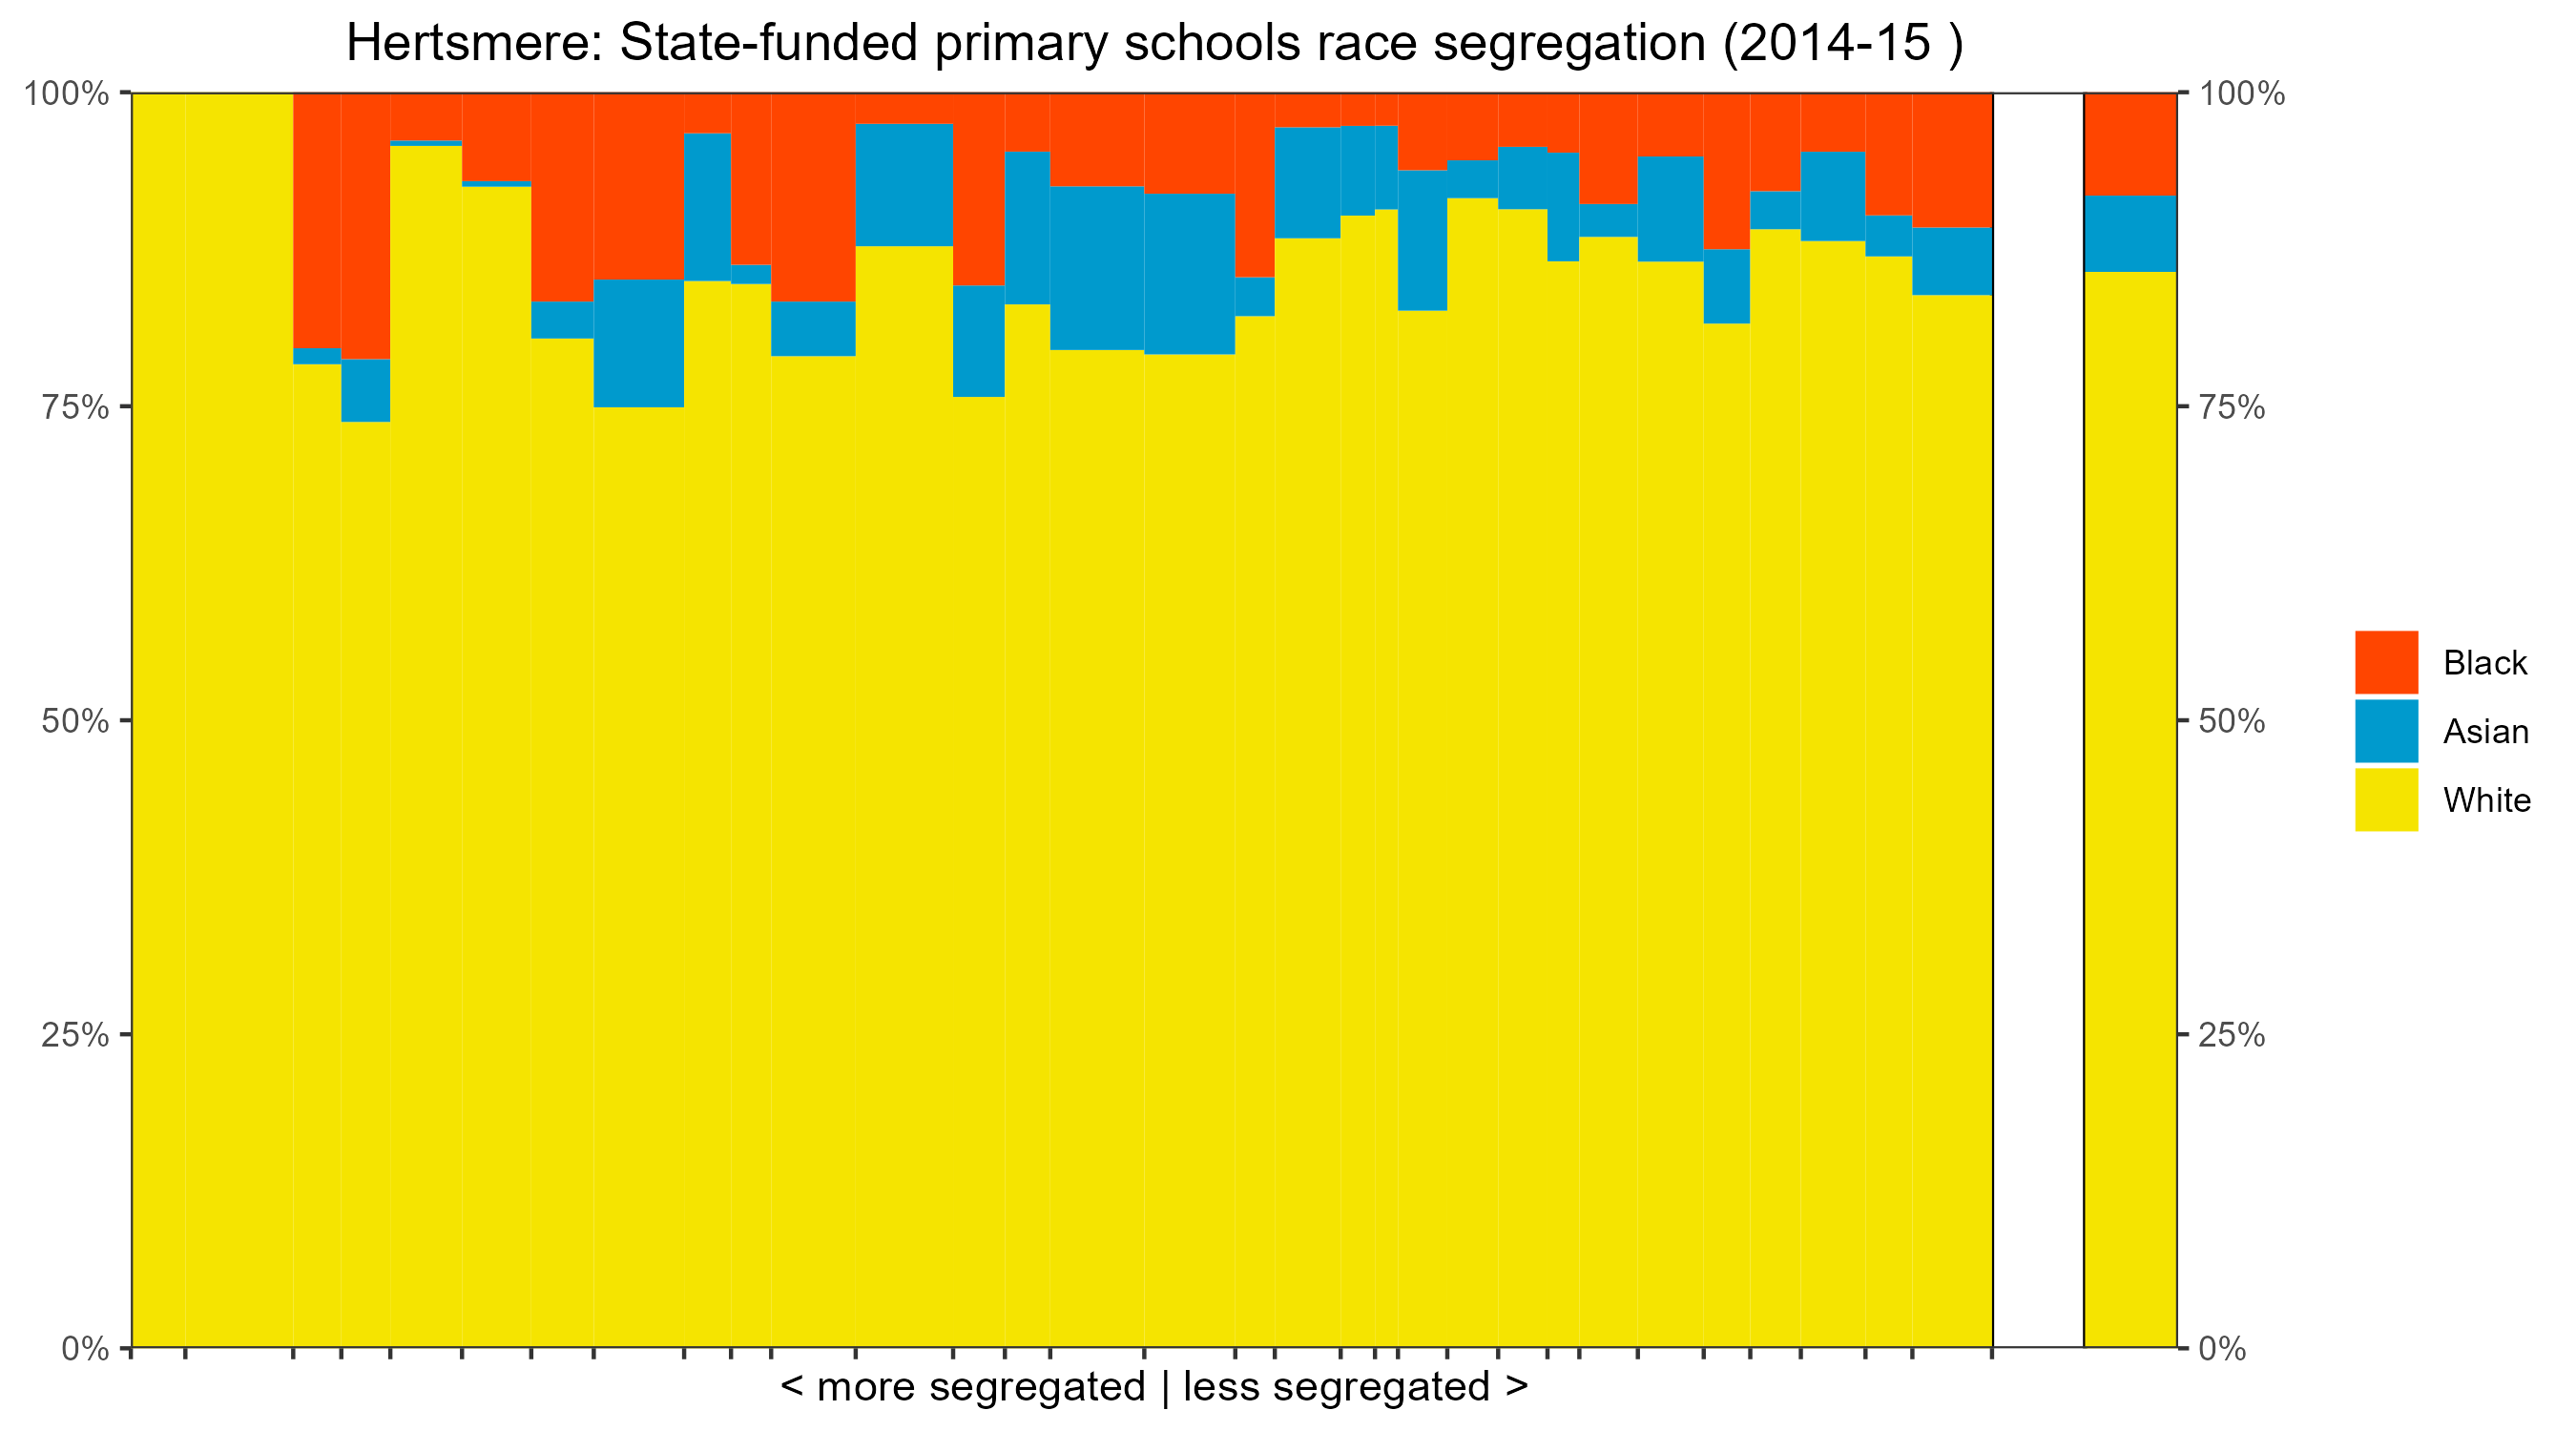 Hertsmere: State-funded primary schools race segregation (2014-15 )
100%
75%
50%
25%
0%
100%
75%
50%
25%
0%
Black
Asian
White
< more segregated | less segregated >